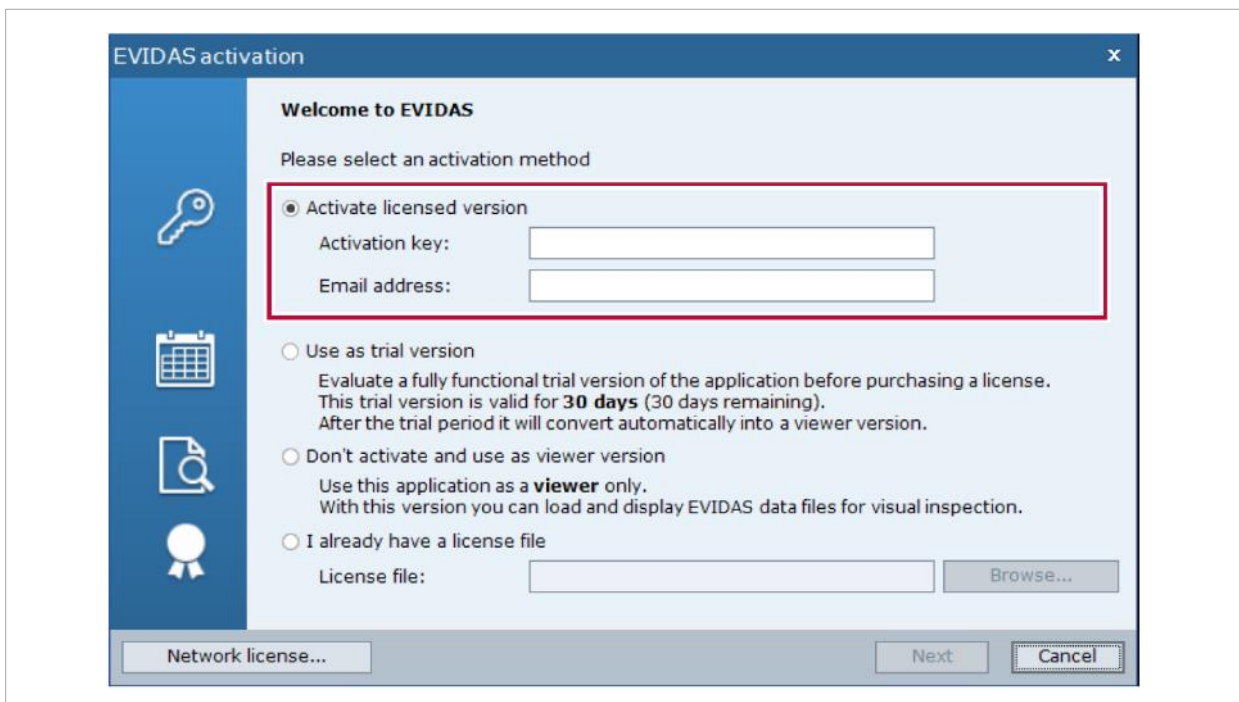 EVIDAS activation
x
Welcome to EVIDAS
Please select an activation method
Activate licensed version
Activation key:
Email address:
Use as trial version
Evaluate a fully functional trial version of the application before purchasing a license.
This trial version is valid for 30 days (30 days remaining).
After the trial period it will convert automatically into a viewer version.
Don't activate and use as viewer version
Use this application as a viewer only.
With this version you can load and display EVIDAS data files for visual inspection.
I already have a license file
License file:
Browse...
Network license...
Next
Cancel